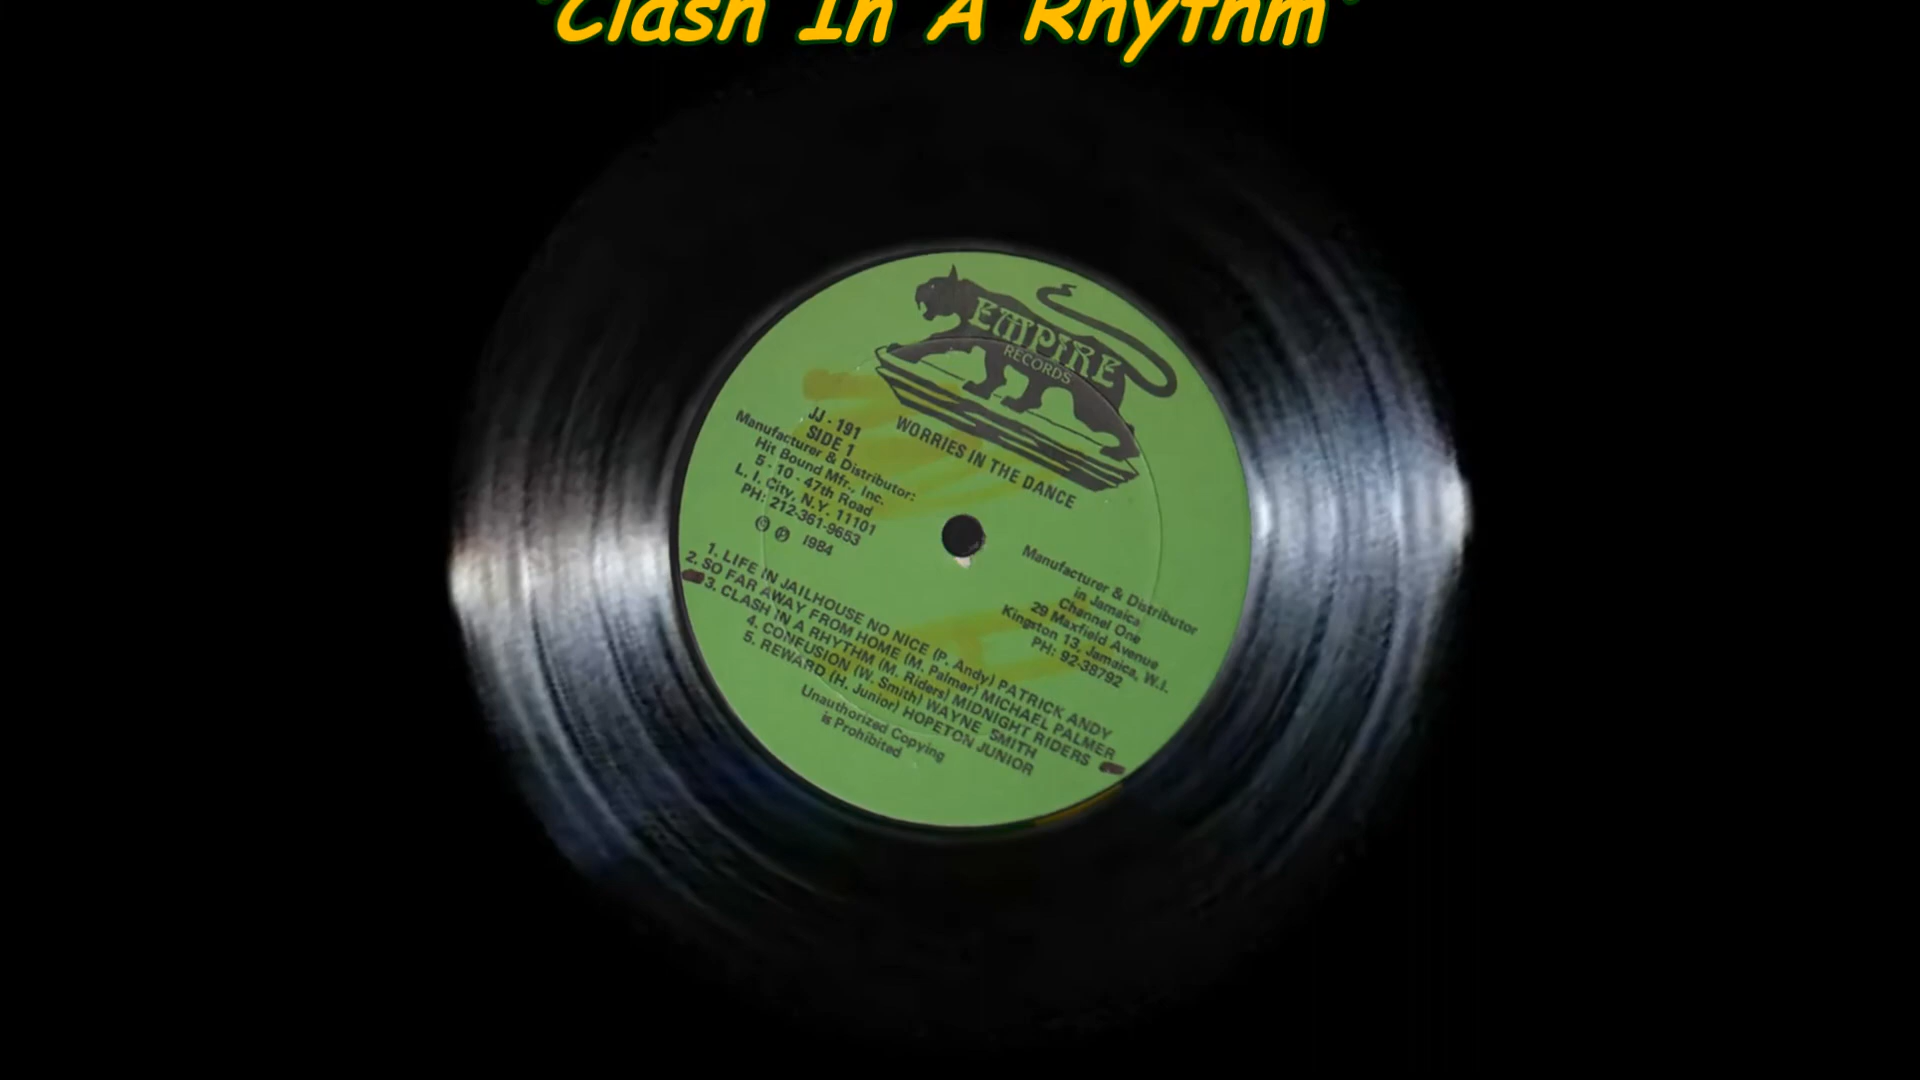 "Clash In A Rhythm"
EMPIRE
RECORDS
WORRIES IN THE DANCE
JJ - 191
SIDE 1
Manufacturer & Distributor:
Hit Bound Mfr., Inc.
5 - 10 - 47th Road
L. I. City, N.Y. 11101
PH: 212-361-9653
© ℗ 1984
Manufacturer & Distributor
in Jamaica
Channel One
29 Maxfield Avenue
Kingston 13, Jamaica, W.I.
PH: 92-38792
1. LIFE IN JAILHOUSE NO NICE (P. Andy) PATRICK ANDY
2. SO FAR AWAY FROM HOME (M. Palmer) MICHAEL PALMER
3. CLASH IN A RHYTHM (M. Riders) MIDNIGHT RIDERS
4. CONFUSION (W. Smith) WAYNE SMITH
5. REWARD (H. Junior) HOPETON JUNIOR
Unauthorized Copying
is Prohibited